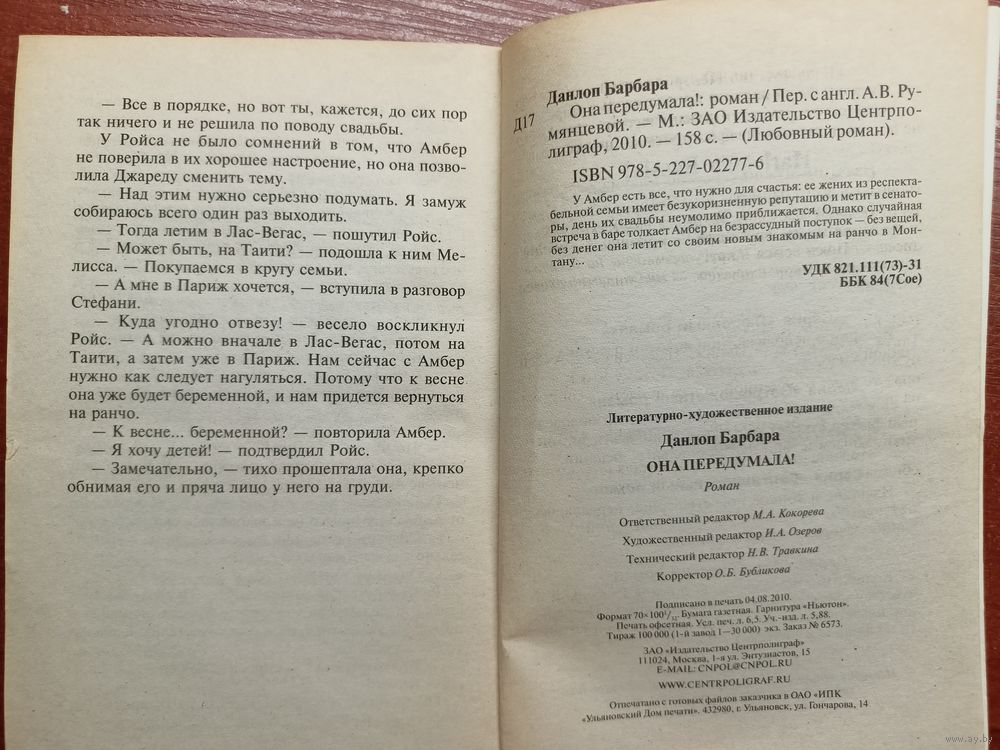 — Все в порядке, но вот ты, кажется, до сих пор
так ничего и не решила по поводу свадьбы.
У Ройса не было сомнений в том, что Амбер
не поверила в их хорошее настроение, но она позво-
лила Джареду сменить тему.
— Над этим нужно серьезно подумать. Я замуж
собираюсь всего один раз выходить.
— Тогда летим в Лас-Вегас, — пошутил Ройс.
— Может быть, на Таити? — подошла к ним Ме-
лисса. — Покупаемся в кругу семьи.
— А мне в Париж хочется, — вступила в разговор
Стефани.
— Куда угодно отвезу! — весело воскликнул
Ройс. — А можно вначале в Лас-Вегас, потом на
Таити, а затем уже в Париж. Нам сейчас с Амбер
нужно как следует нагуляться. Потому что к весне
она уже будет беременной, и нам придется вернуться
на ранчо.
— К весне... беременной? — повторила Амбер.
— Я хочу детей! — подтвердил Ройс.
— Замечательно, — тихо прошептала она, крепко
обнимая его и пряча лицо у него на груди.
Данлоп Барбара
Д17
Она передумала!: роман / Пер. с англ. А.В. Ру-
мянцевой. — М.: ЗАО Издательство Центрпо-
лиграф, 2010. — 158 с. — (Любовный роман).
ISBN 978-5-227-02277-6
У Амбер есть все, что нужно для счастья: ее жених из респекта-
бельной семьи имеет безукоризненную репутацию и метит в сенато-
ры, день их свадьбы неумолимо приближается. Однако случайная
встреча в баре толкает Амбер на безрассудный поступок — без вещей,
без денег она летит со своим новым знакомым на ранчо в Мон-
тану...
УДК 821.111(73)-31
ББК 84(7Сое)
Литературно-художественное издание
Данлоп Барбара
ОНА ПЕРЕДУМАЛА!
Роман
Ответственный редактор М.А. Кокорева
Художественный редактор И.А. Озеров
Технический редактор Н.В. Травкина
Корректор О.Б. Бубликова
Подписано в печать 04.08.2010.
Формат 70×100 1/32. Бумага газетная. Гарнитура «Ньютон».
Печать офсетная. Усл. печ. л. 6,5. Уч.-изд. л. 5,88.
Тираж 100 000 (1-й завод 1—30 000) экз. Заказ № 6573.
ЗАО «Издательство Центрполиграф»
111024, Москва, 1-я ул. Энтузиастов, 15
E-MAIL: CNPOL@CNPOL.RU
WWW.CENTRPOLIGRAF.RU
Отпечатано с готовых файлов заказчика в ОАО «ИПК
«Ульяновский Дом печати». 432980, г. Ульяновск, ул. Гончарова, 14
www.ay.by